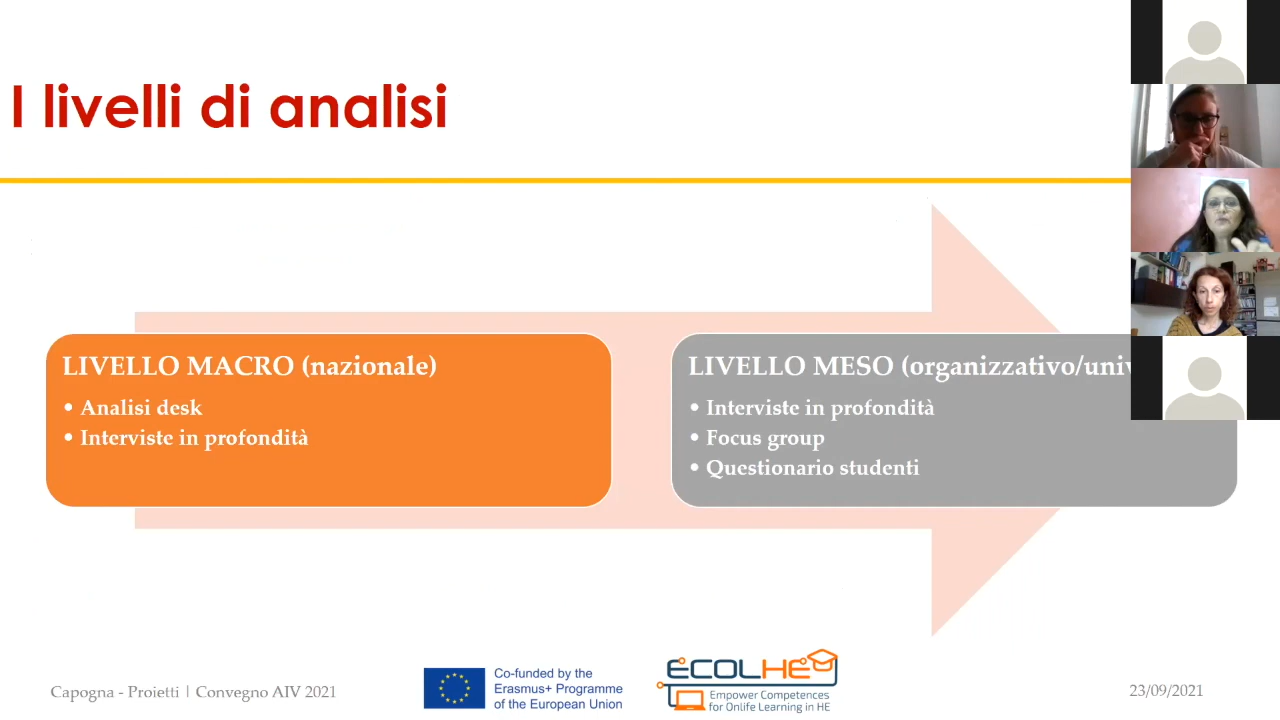 I livelli di analisi
LIVELLO MACRO (nazionale)
• Analisi desk
• Interviste in profondità
LIVELLO MESO (organizzativo/univ
• Interviste in profondità
• Focus group
• Questionario studenti
Capogna - Proietti | Convegno AIV 2021
Co-funded by the
Erasmus+ Programme
of the European Union
ECOLHE
Empower Competences
for Onlife Learning in HE
23/09/2021